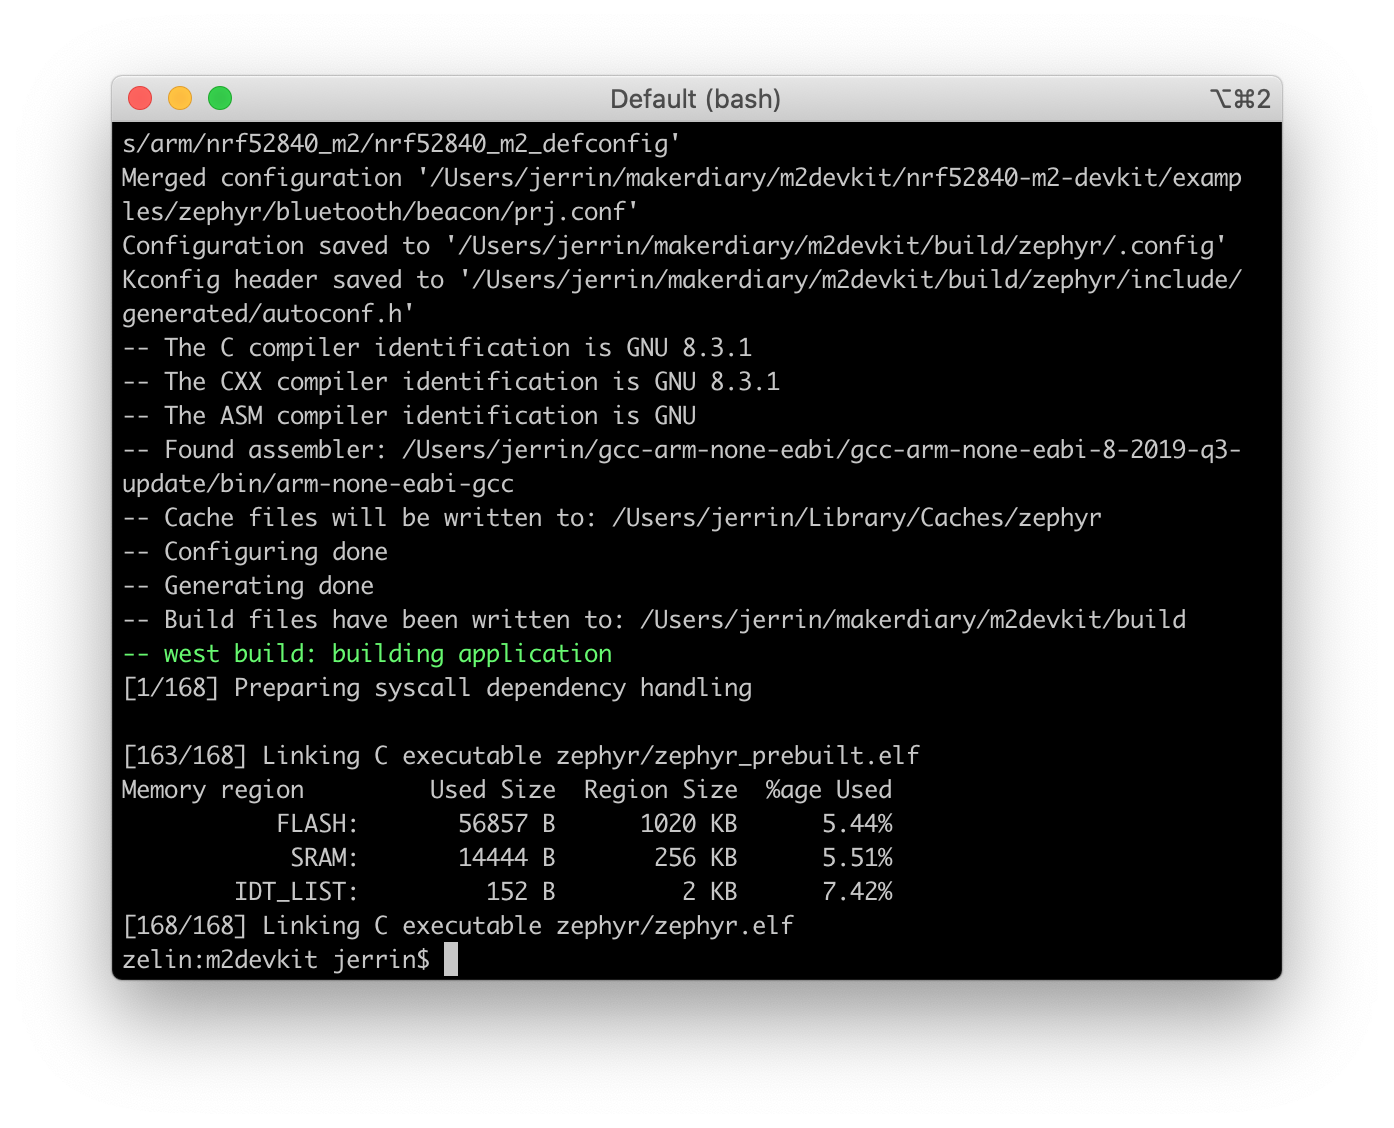 Default (bash)
⌥⌘2
s/arm/nrf52840_m2/nrf52840_m2_defconfig'
Merged configuration '/Users/jerrin/makerdiary/m2devkit/nrf52840-m2-devkit/examp
les/zephyr/bluetooth/beacon/prj.conf'
Configuration saved to '/Users/jerrin/makerdiary/m2devkit/build/zephyr/.config'
Kconfig header saved to '/Users/jerrin/makerdiary/m2devkit/build/zephyr/include/
generated/autoconf.h'
-- The C compiler identification is GNU 8.3.1
-- The CXX compiler identification is GNU 8.3.1
-- The ASM compiler identification is GNU
-- Found assembler: /Users/jerrin/gcc-arm-none-eabi/gcc-arm-none-eabi-8-2019-q3-
update/bin/arm-none-eabi-gcc
-- Cache files will be written to: /Users/jerrin/Library/Caches/zephyr
-- Configuring done
-- Generating done
-- Build files have been written to: /Users/jerrin/makerdiary/m2devkit/build
-- west build: building application
[1/168] Preparing syscall dependency handling
[163/168] Linking C executable zephyr/zephyr_prebuilt.elf
Memory region         Used Size  Region Size  %age Used
           FLASH:       56857 B      1020 KB      5.44%
            SRAM:       14444 B       256 KB      5.51%
        IDT_LIST:         152 B         2 KB      7.42%
[168/168] Linking C executable zephyr/zephyr.elf
zelin:m2devkit jerrin$